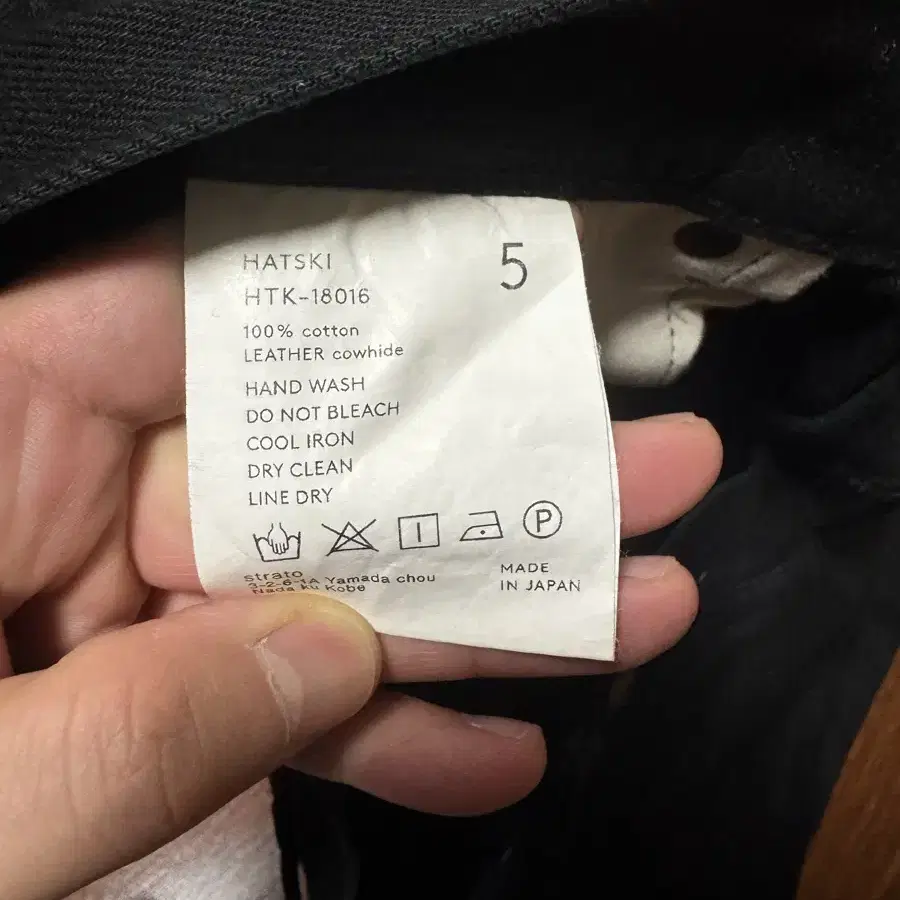 HATSKI
5
HTK-18016
100% cotton
LEATHER cowhide
HAND WASH
DO NOT BLEACH
COOL IRON
DRY CLEAN
LINE DRY
P
strato
3-2-6-1A Yamada chou
Nada ku Kobe
MADE
IN JAPAN